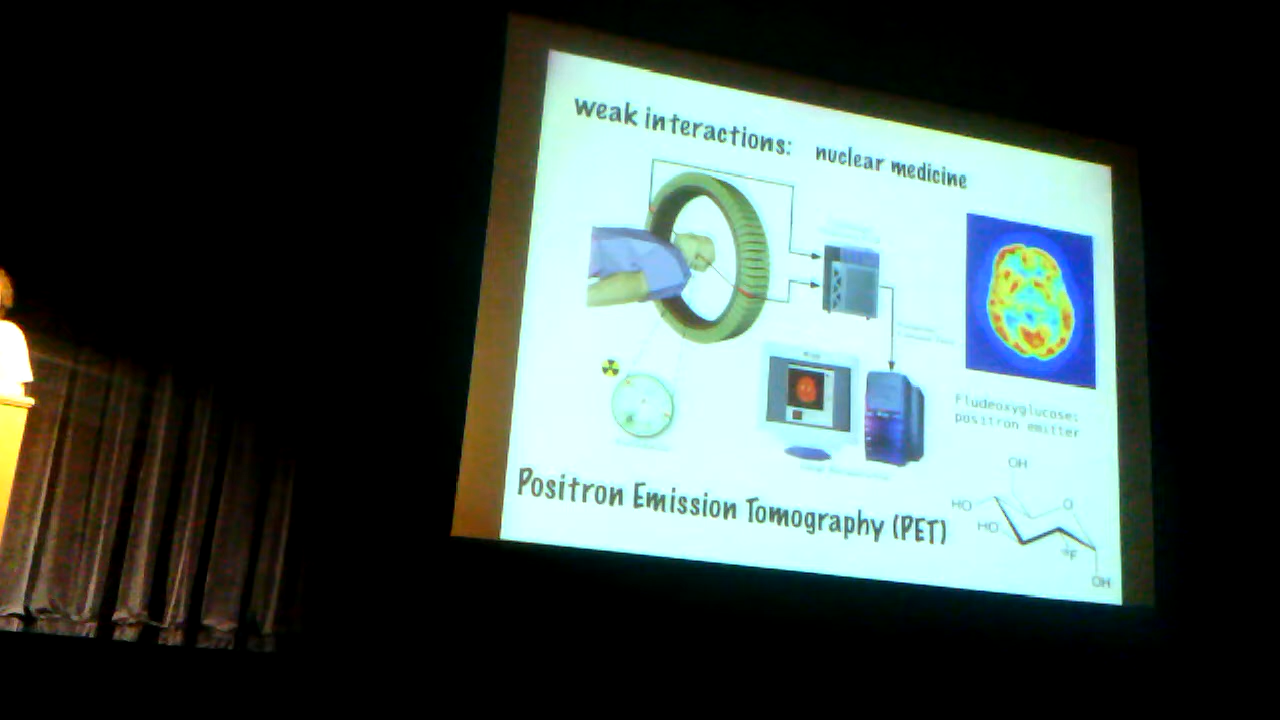 weak interactions: nuclear medicine
Fludeoxyglucose:
positron emitter
Positron Emission Tomography (PET)
OH
HO
O
HO
F
OH